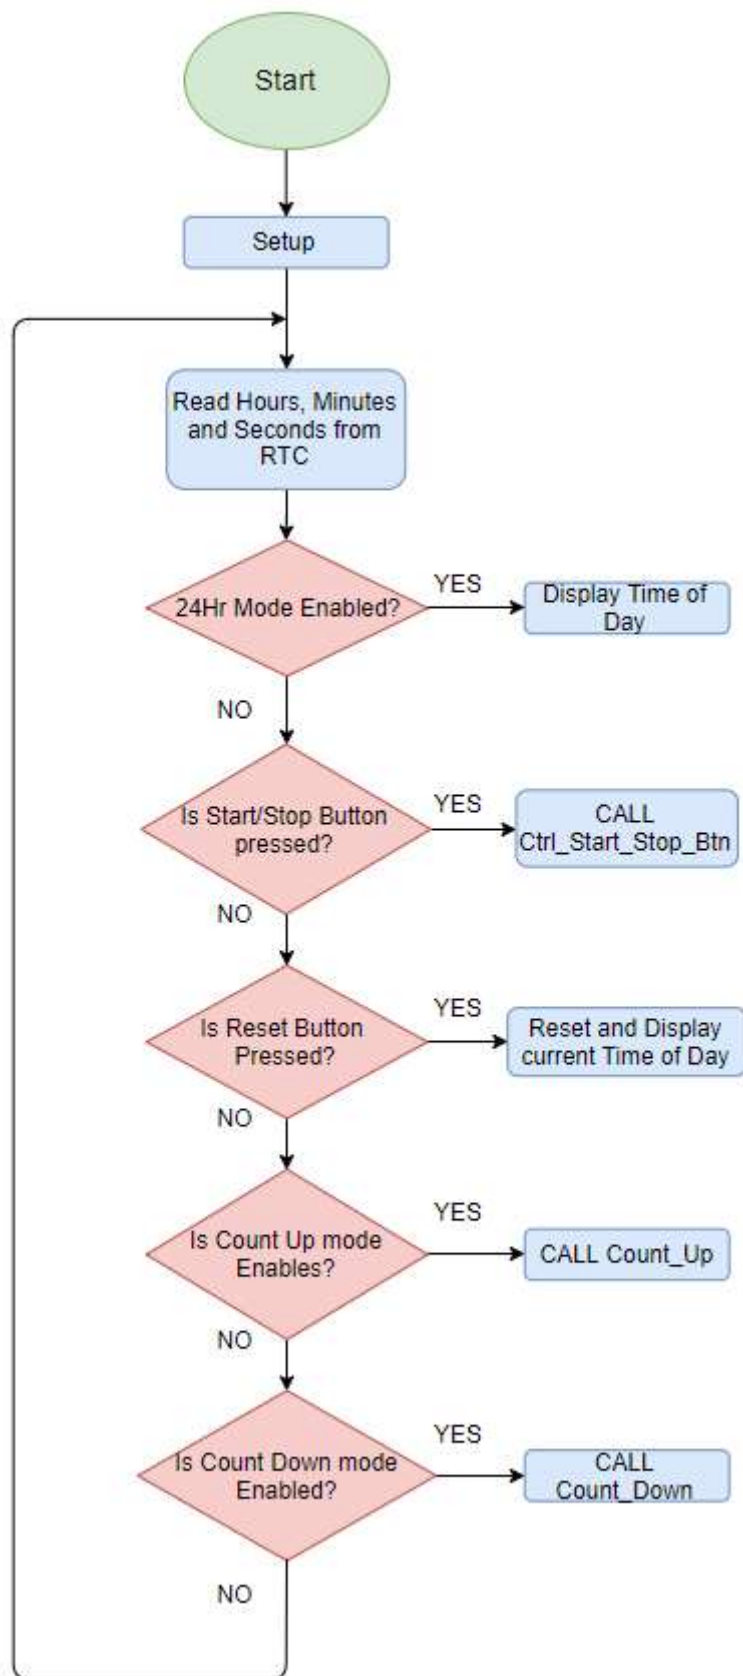 Start
Setup
Read Hours, Minutes
and Seconds from
RTC
24Hr Mode Enabled?
YES
Display Time of
Day
NO
Is Start/Stop Button
pressed?
YES
CALL
Ctrl_Start_Stop_Btn
NO
Is Reset Button
Pressed?
YES
Reset and Display
current Time of Day
NO
Is Count Up mode
Enables?
YES
CALL Count_Up
NO
Is Count Down mode
Enabled?
YES
CALL
Count_Down
NO